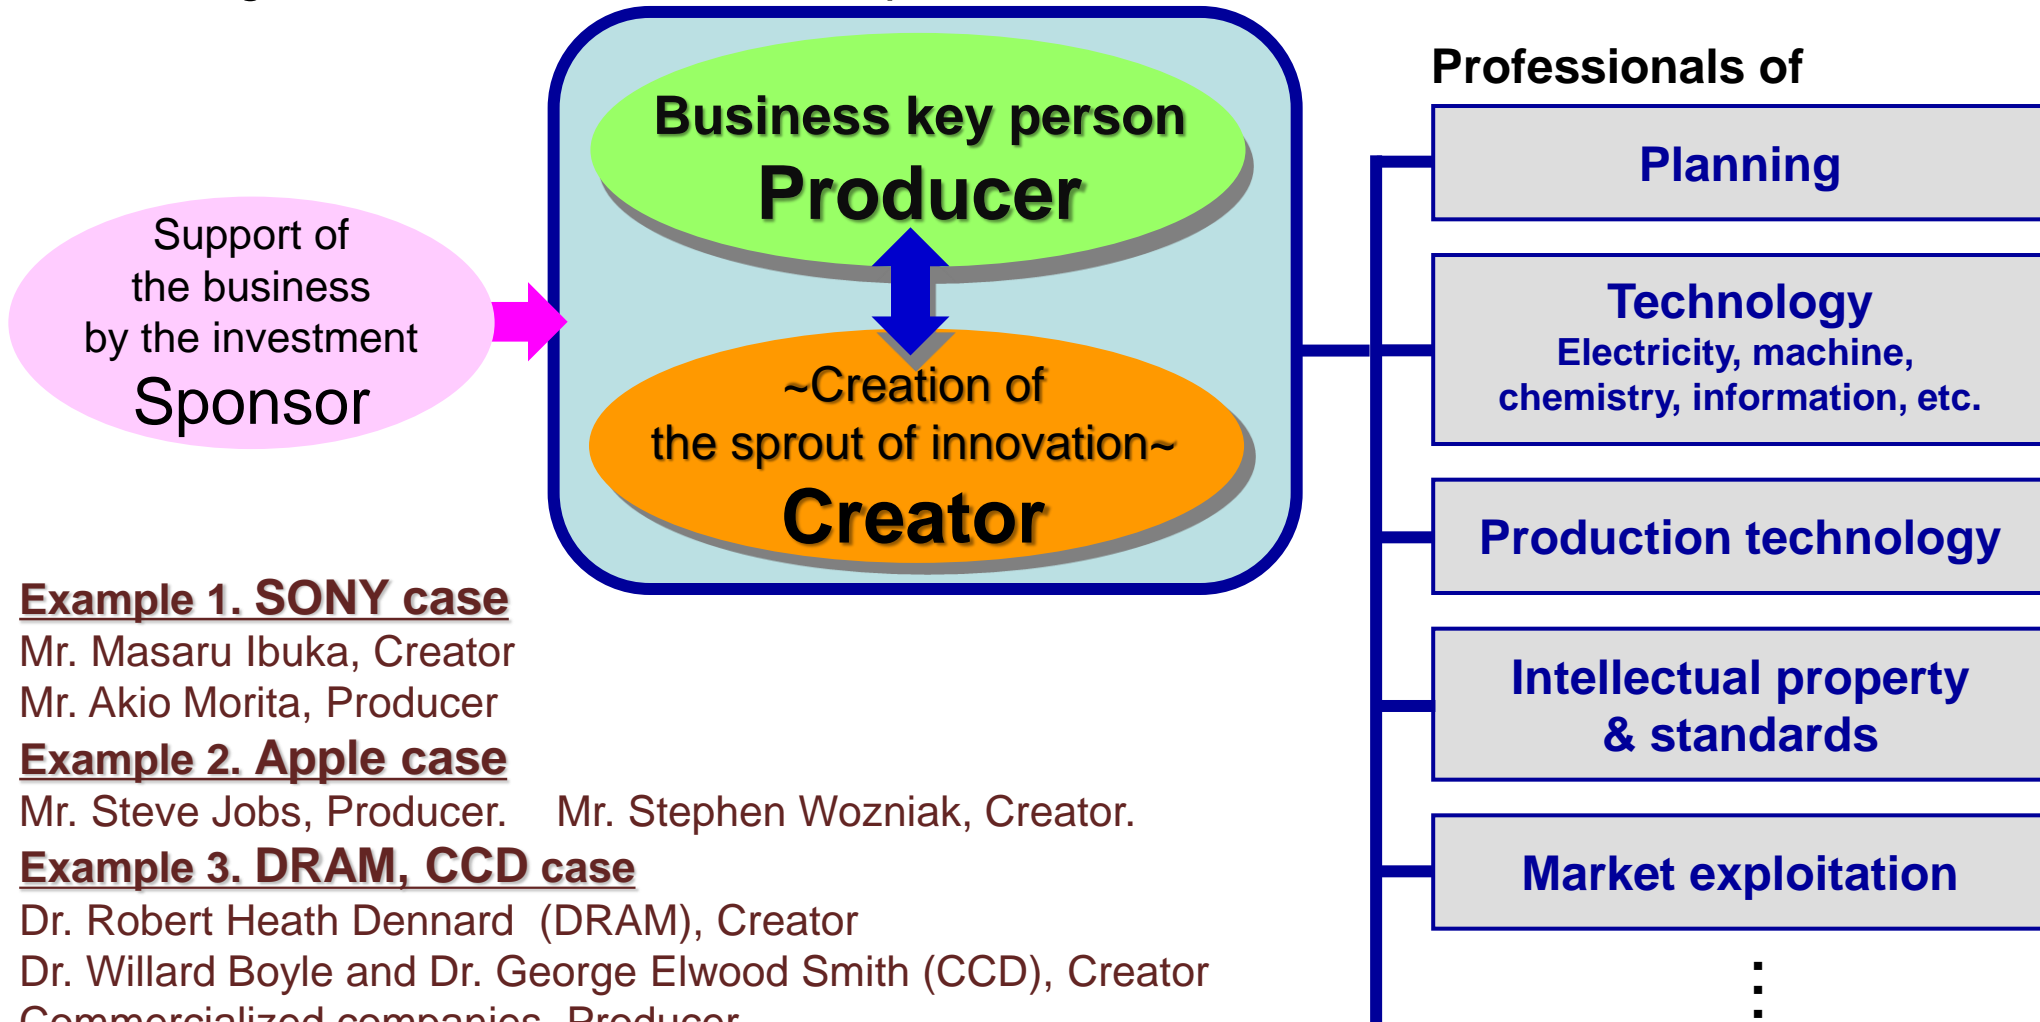 Business key person
Producer
Support of
the business
by the investment
Sponsor
~Creation of
the sprout of innovation~
Creator
Professionals of
Planning
Technology
Electricity, machine,
chemistry, information, etc.
Production technology
Intellectual property
& standards
Market exploitation
Example 1. SONY case
Mr. Masaru Ibuka, Creator
Mr. Akio Morita, Producer
Example 2. Apple case
Mr. Steve Jobs, Producer. Mr. Stephen Wozniak, Creator.
Example 3. DRAM, CCD case
Dr. Robert Heath Dennard (DRAM), Creator
Dr. Willard Boyle and Dr. George Elwood Smith (CCD), Creator
Commercialized companies, Producer